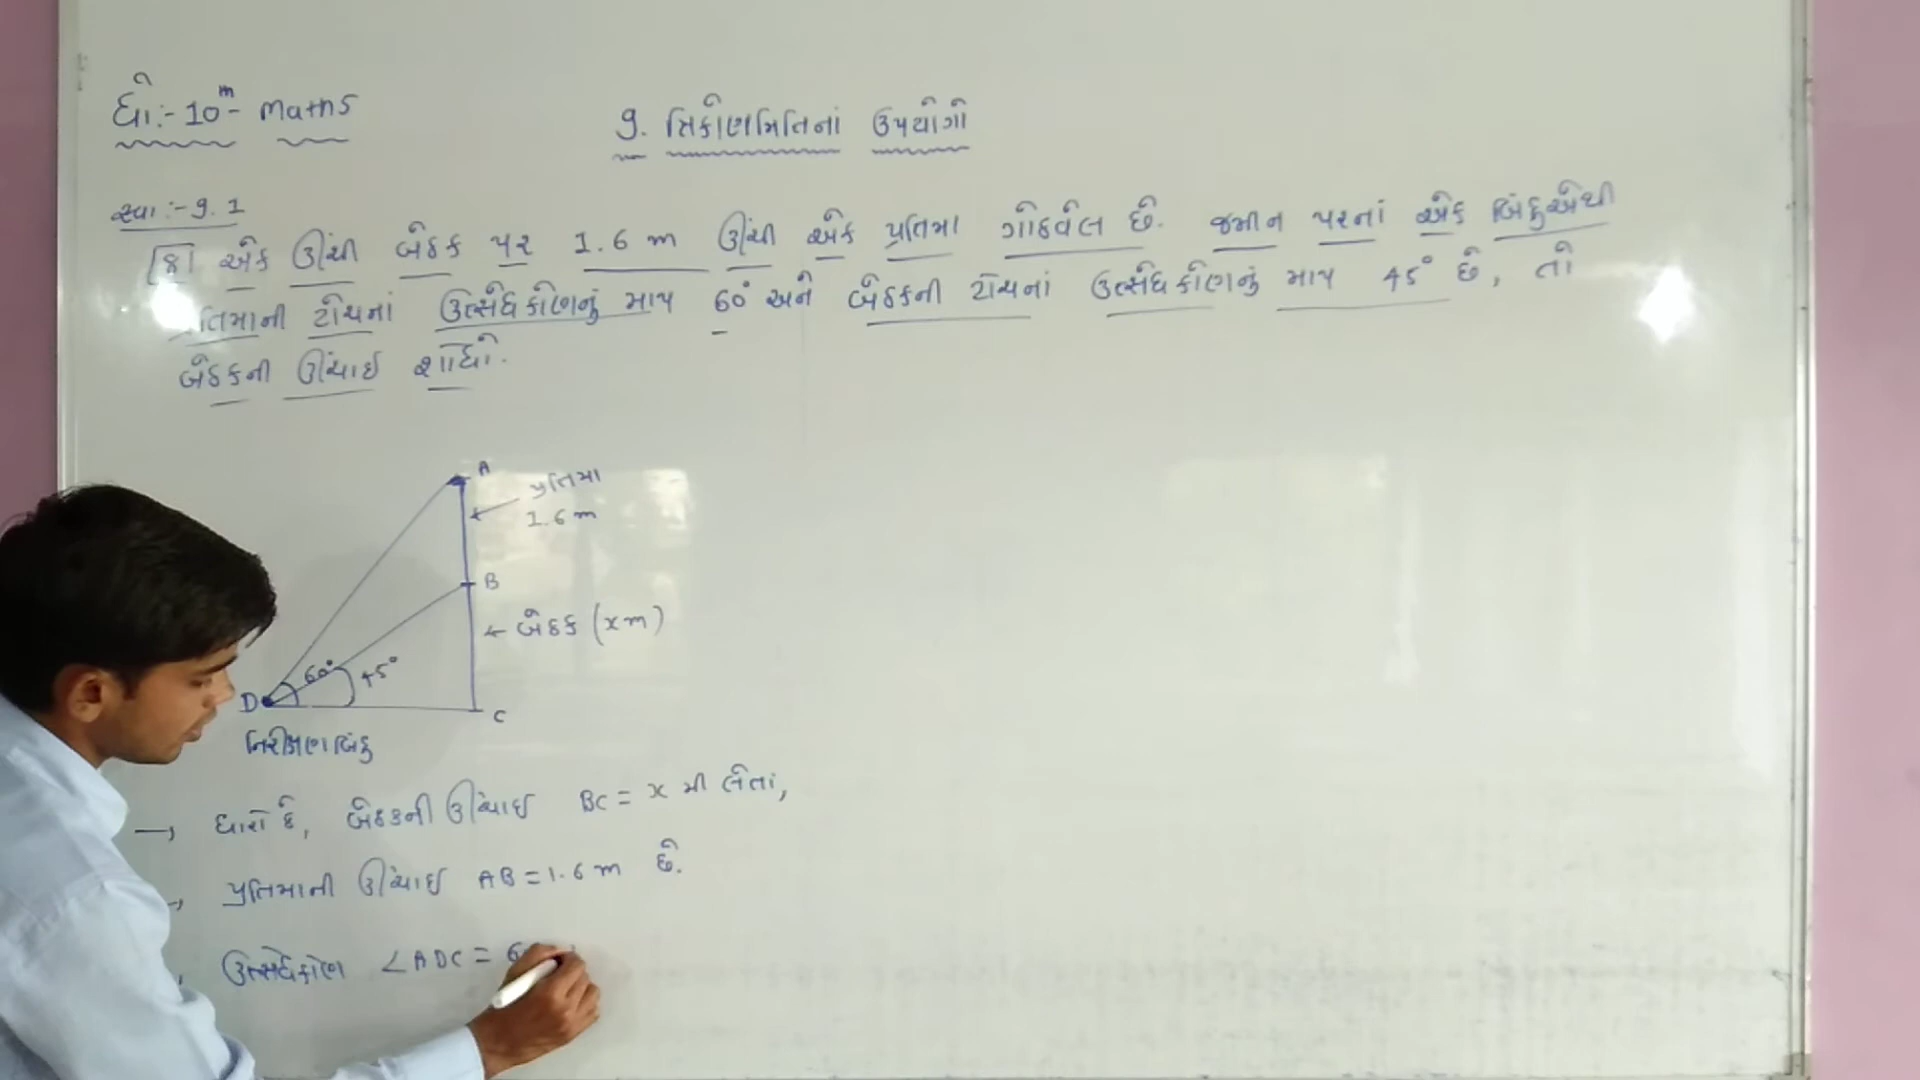 ધો:-10ᵗʰ- Maths
9. ત્રિકોણમિતિનાં ઉપયોગો
સ્વા:-9.1
[8] એક ઊંચી બેઠક પર 1.6 m ઊંચી એક પ્રતિમા ગોઠવેલ છે. જમીન પરનાં એક બિંદુએથી
પ્રતિમાની ટોચનાં ઉત્સેધકોણનું માપ 60° અને બેઠકની ટોચનાં ઉત્સેધકોણનું માપ 45° છે, તો
બેઠકની ઊંચાઈ શોધો.
A
પ્રતિમા
1.6 m
B
બેઠક (xm)
60° 45°
D
C
નિરીક્ષણબિંદુ
→ ધારો કે, બેઠકની ઊંચાઈ BC = x મી લેતાં,
→ પ્રતિમાની ઊંચાઈ AB = 1.6 m છે.
ઉત્સેધકોણ ∠ADC = 6